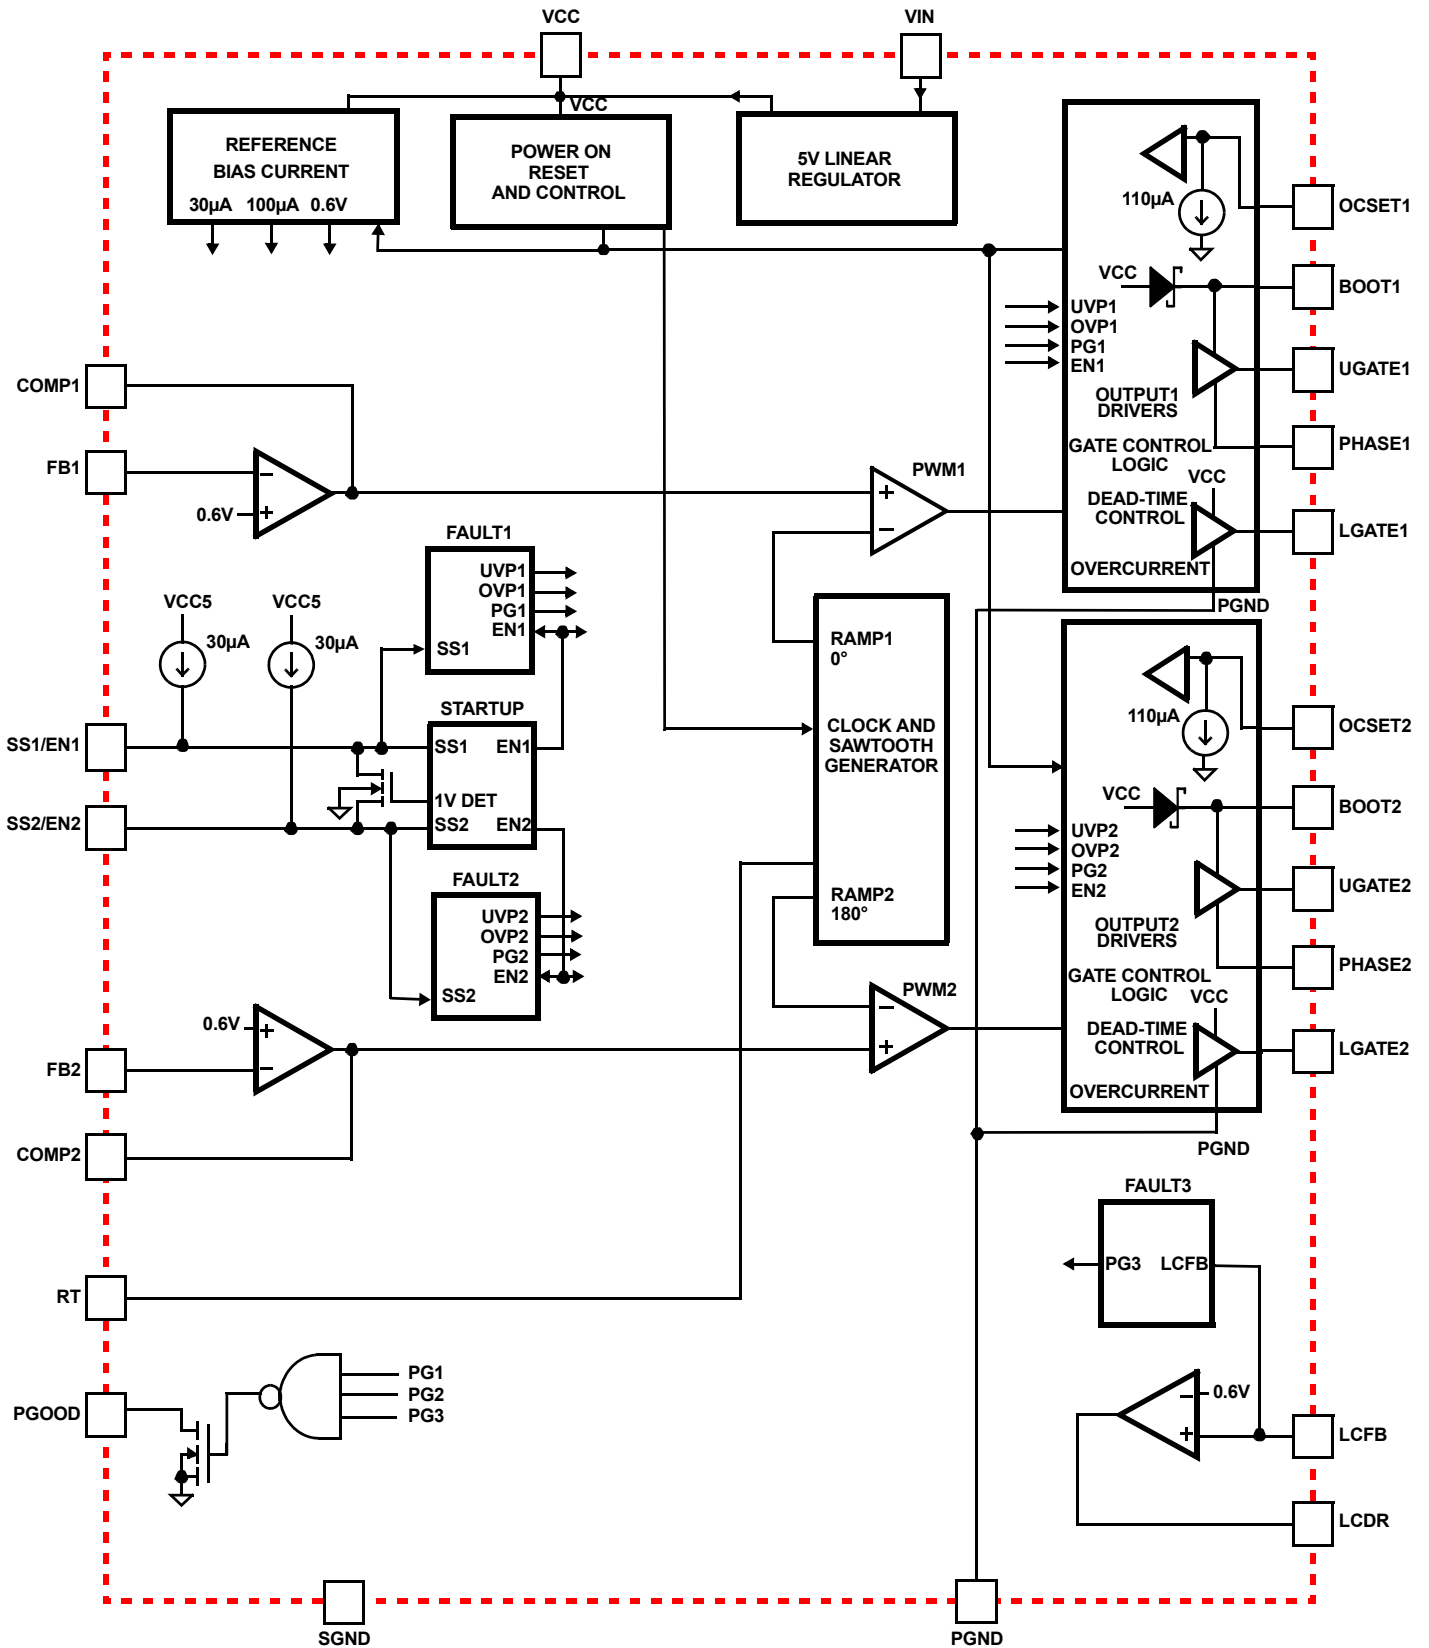 VCC
VIN
VCC
REFERENCE
BIAS CURRENT
30µA 100µA 0.6V
POWER ON
RESET
AND CONTROL
5V LINEAR
REGULATOR
110µA
OCSET1
VCC
BOOT1
UVP1
OVP1
PG1
EN1
UGATE1
OUTPUT1
DRIVERS
PHASE1
GATE CONTROL
LOGIC
VCC
DEAD-TIME
CONTROL
LGATE1
OVERCURRENT
PGND
COMP1
FB1
0.6V
PWM1
FAULT1
UVP1
OVP1
PG1
EN1
SS1
VCC5
30µA
VCC5
30µA
RAMP1
0°
CLOCK AND
SAWTOOTH
GENERATOR
RAMP2
180°
STARTUP
SS1 EN1
1V DET
SS2 EN2
SS1/EN1
SS2/EN2
FAULT2
UVP2
OVP2
PG2
EN2
SS2
110µA
OCSET2
VCC
BOOT2
UVP2
OVP2
PG2
EN2
UGATE2
OUTPUT2
DRIVERS
PHASE2
GATE CONTROL
LOGIC
VCC
DEAD-TIME
CONTROL
LGATE2
OVERCURRENT
PGND
PWM2
0.6V
FB2
COMP2
FAULT3
PG3 LCFB
RT
PG1
PG2
PG3
PGOOD
0.6V
LCFB
LCDR
SGND
PGND